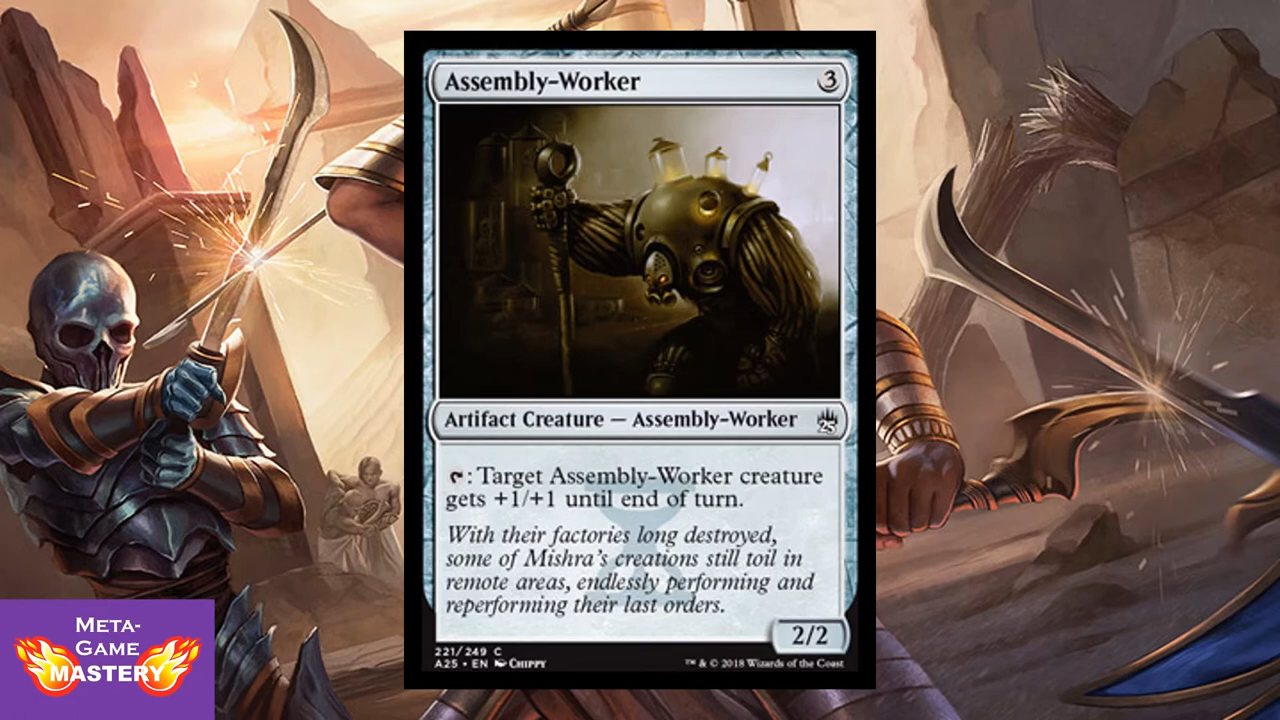 Assembly-Worker 3
Artifact Creature — Assembly-Worker
: Target Assembly-Worker creature
gets +1/+1 until end of turn.
With their factories long destroyed,
some of Mishra's creations still toil in
remote areas, endlessly performing and
reperforming their last orders.
2/2
221/249 C
A25 • EN CHIPPY
™ & © 2018 Wizards of the Coast
META-
GAME
MASTERY